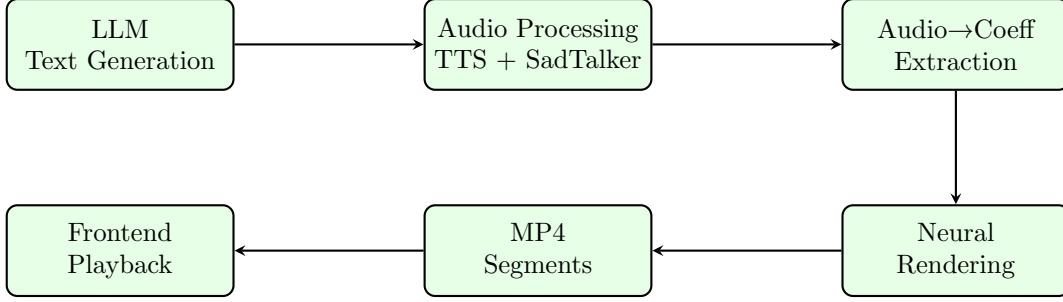 LLM
Text Generation
Audio Processing
TTS + SadTalker
Audio→Coeff
Extraction
Frontend
Playback
MP4
Segments
Neural
Rendering